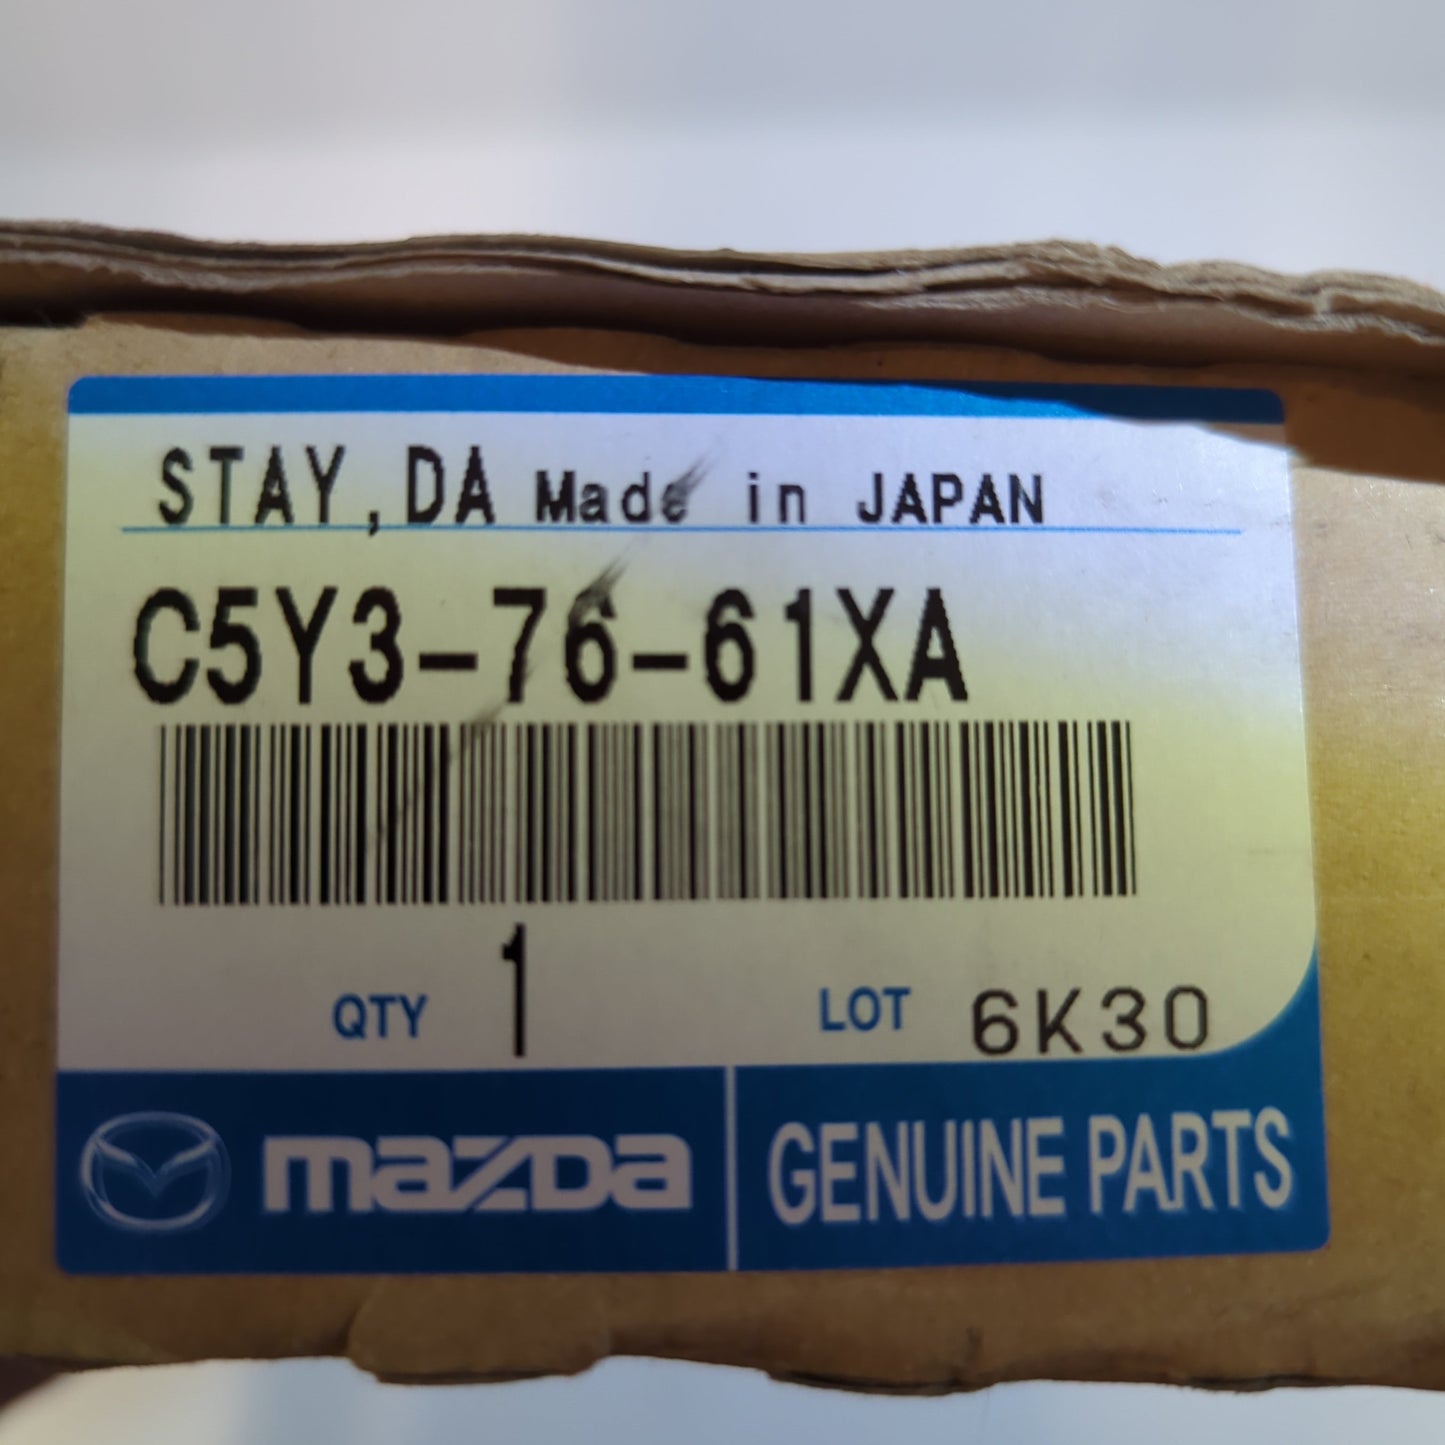 STAY,DA Made in JAPAN
C5Y3-76-61XA
QTY 1 LOT 6K30
mazda GENUINE PARTS